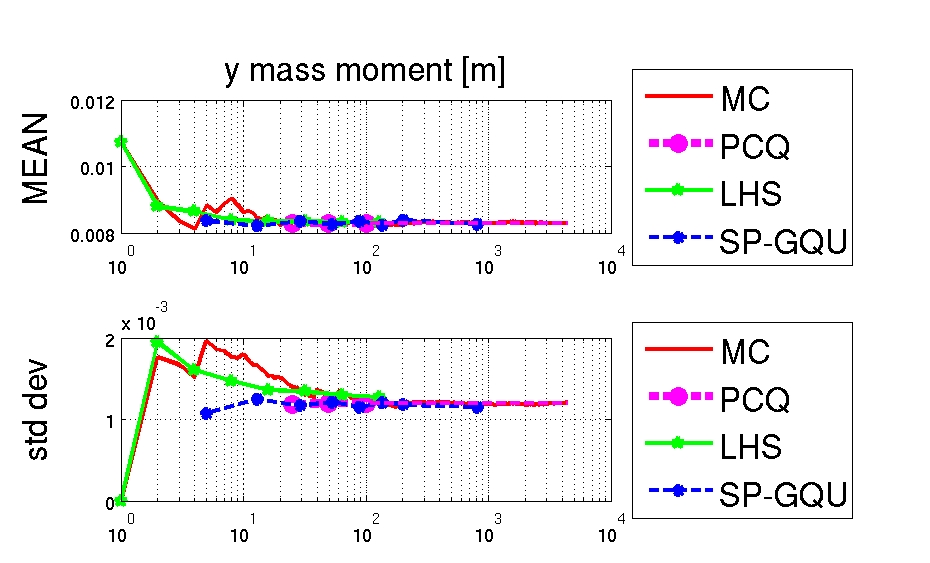 y mass moment [m]
MEAN
0.012
0.01
0.008
10^0 10^1 10^2 10^3 10^4
MC
PCQ
LHS
SP-GQU
std dev
x 10^-3
2
1
0
10^0 10^1 10^2 10^3 10^4
MC
PCQ
LHS
SP-GQU